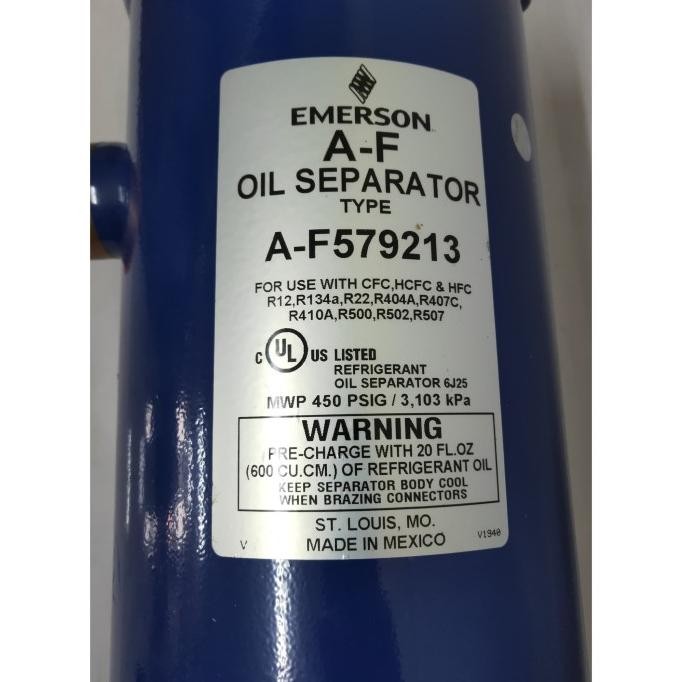 EMERSON
A-F
OIL SEPARATOR
TYPE
A-F579213
FOR USE WITH CFC,HCFC & HFC
R12,R134a,R22,R404A,R407C,
R410A,R500,R502,R507
C UL US LISTED
REFRIGERANT
OIL SEPARATOR 6J25
MWP 450 PSIG / 3,103 kPa
WARNING
PRE-CHARGE WITH 20 FL.OZ
(600 CU.CM.) OF REFRIGERANT OIL
KEEP SEPARATOR BODY COOL
WHEN BRAZING CONNECTORS
ST. LOUIS, MO.
V MADE IN MEXICO V1940